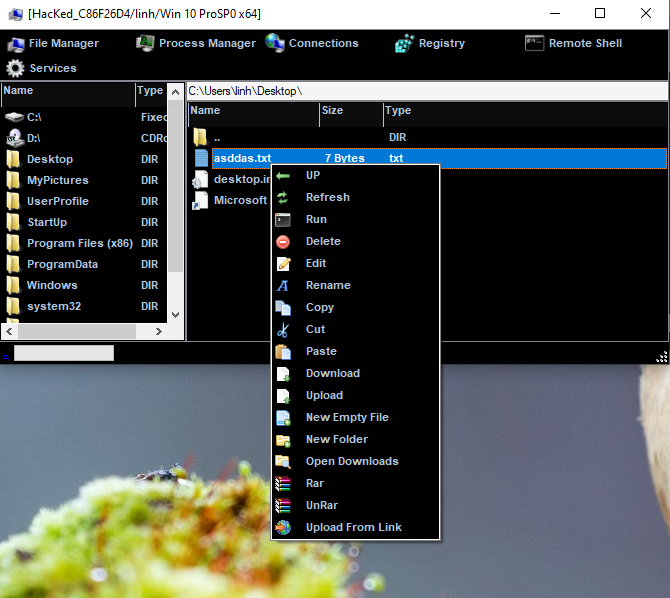 [HacKed_C86F26D4/linh/Win 10 ProSP0 x64]
File Manager Process Manager Connections Registry Remote Shell
Services
Name Type
C:\ Fixed
D:\ CDRo
Desktop DIR
MyPictures DIR
UserProfile DIR
StartUp DIR
Program Files (x86) DIR
ProgramData DIR
Windows DIR
system32 DIR
C:\Users\linh\Desktop\
Name Size Type
.. DIR
asddas.txt 7 Bytes txt
desktop.in
Microsoft
UP
Refresh
Run
Delete
Edit
Rename
Copy
Cut
Paste
Download
Upload
New Empty File
New Folder
Open Downloads
Rar
UnRar
Upload From Link